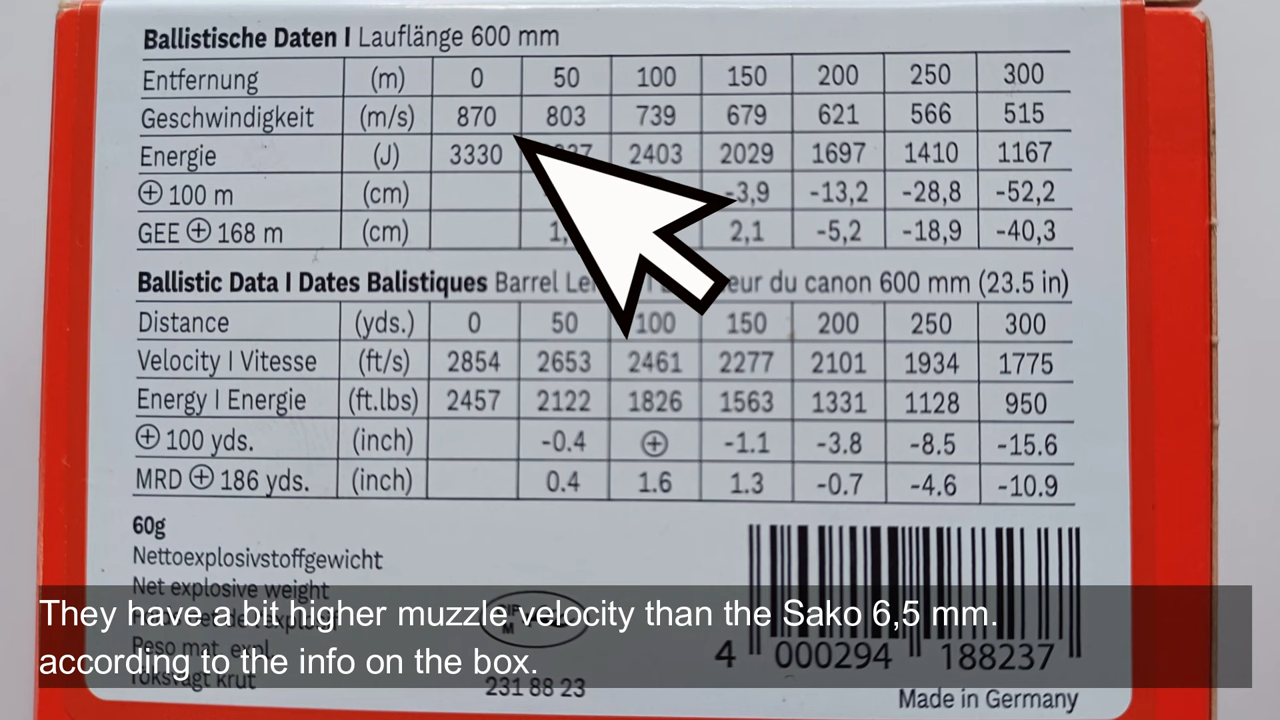 Ballistische Daten I Lauflänge 600 mm
Entfernung (m) 0 50 100 150 200 250 300
Geschwindigkeit (m/s) 870 803 739 679 621 566 515
Energie (J) 3330 2403 2029 1697 1410 1167
⊕ 100 m (cm) -3,9 -13,2 -28,8 -52,2
GEE ⊕ 168 m (cm) 2,1 -5,2 -18,9 -40,3
Ballistic Data I Dates Balistiques Barrel du canon 600 mm (23.5 in)
Distance (yds.) 0 50 100 150 200 250 300
Velocity I Vitesse (ft/s) 2854 2653 2461 2277 2101 1934 1775
Energy I Energie (ft.lbs) 2457 2122 1826 1563 1331 1128 950
⊕ 100 yds. (inch) -0.4 ⊕ -1.1 -3.8 -8.5 -15.6
MRD ⊕ 186 yds. (inch) 0.4 1.6 1.3 -0.7 -4.6 -10.9
60g
Nettoexplosivstoffgewicht
Net explosive weight
They have a bit higher muzzle velocity than the Sako 6,5 mm.
according to the info on the box.
Peso mat. expl.
krut
4 000294 188237
231 88 23
Made in Germany